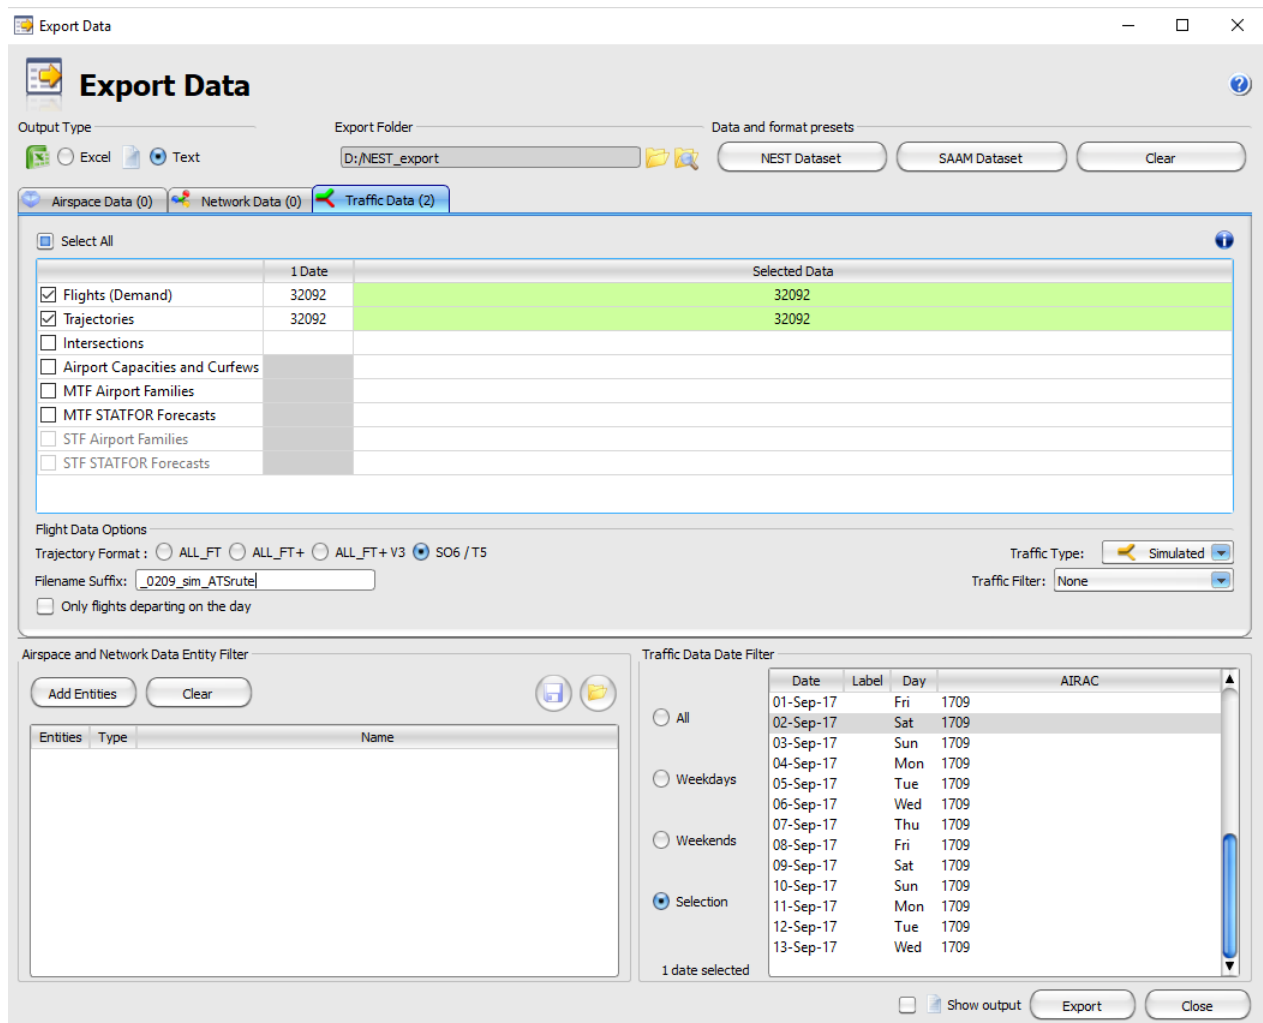 Export Data
Export Data
Output Type
Export Folder
Data and format presets
Excel
Text
D:/NEST_export
NEST Dataset
SAAM Dataset
Clear
Airspace Data (0)
Network Data (0)
Traffic Data (2)
Select All
1 Date
Selected Data
Flights (Demand)
32092
32092
Trajectories
32092
32092
Intersections
Airport Capacities and Curfews
MTF Airport Families
MTF STATFOR Forecasts
STF Airport Families
STF STATFOR Forecasts
Flight Data Options
Trajectory Format :
ALL_FT
ALL_FT+
ALL_FT+ V3
SO6 / T5
Traffic Type:
Simulated
Filename Suffix:
_0209_sim_ATSrute
Traffic Filter:
None
Only flights departing on the day
Airspace and Network Data Entity Filter
Add Entities
Clear
Entities
Type
Name
Traffic Data Date Filter
All
Weekdays
Weekends
Selection
1 date selected
Date Label Day AIRAC
01-Sep-17 Fri 1709
02-Sep-17 Sat 1709
03-Sep-17 Sun 1709
04-Sep-17 Mon 1709
05-Sep-17 Tue 1709
06-Sep-17 Wed 1709
07-Sep-17 Thu 1709
08-Sep-17 Fri 1709
09-Sep-17 Sat 1709
10-Sep-17 Sun 1709
11-Sep-17 Mon 1709
12-Sep-17 Tue 1709
13-Sep-17 Wed 1709
Show output
Export
Close